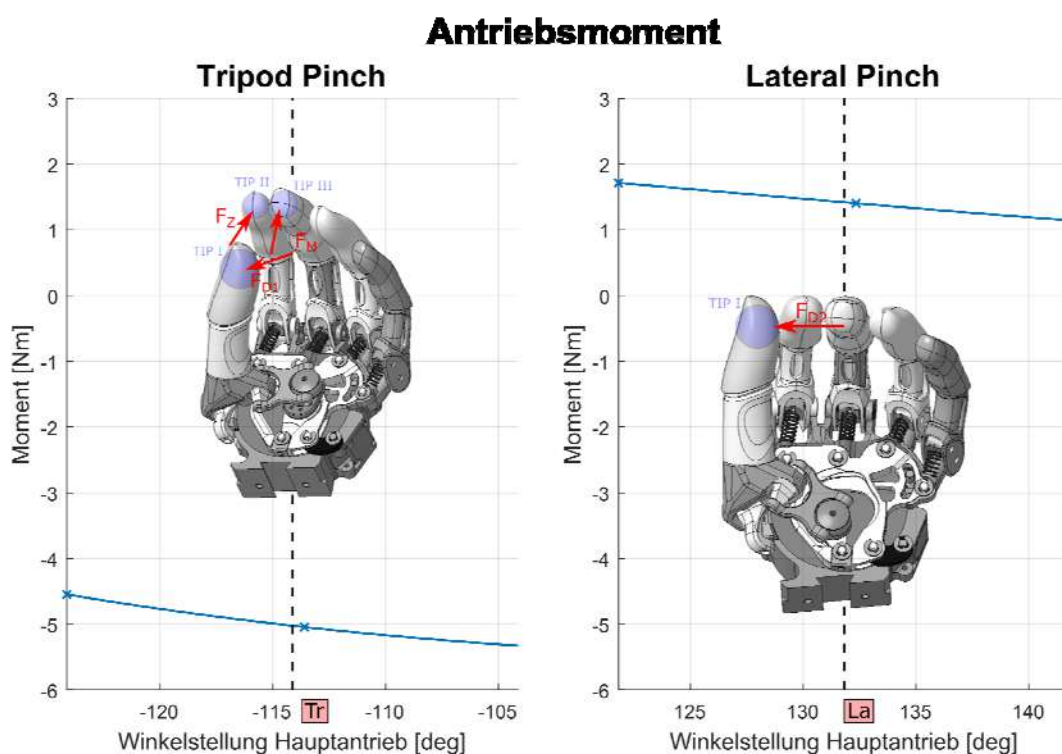 Antriebsmoment
Tripod Pinch
3
2
1
0
-1
-2
-3
-4
-5
-6
Moment [Nm]
TIP II
TIP III
F_Z
TIP I
F_M
F_D1
-120
-115
Tr
-110
-105
Winkelstellung Hauptantrieb [deg]
Lateral Pinch
3
2
1
0
-1
-2
-3
-4
-5
-6
Moment [Nm]
TIP I
F_D2
125
130
La
135
140
Winkelstellung Hauptantrieb [deg]